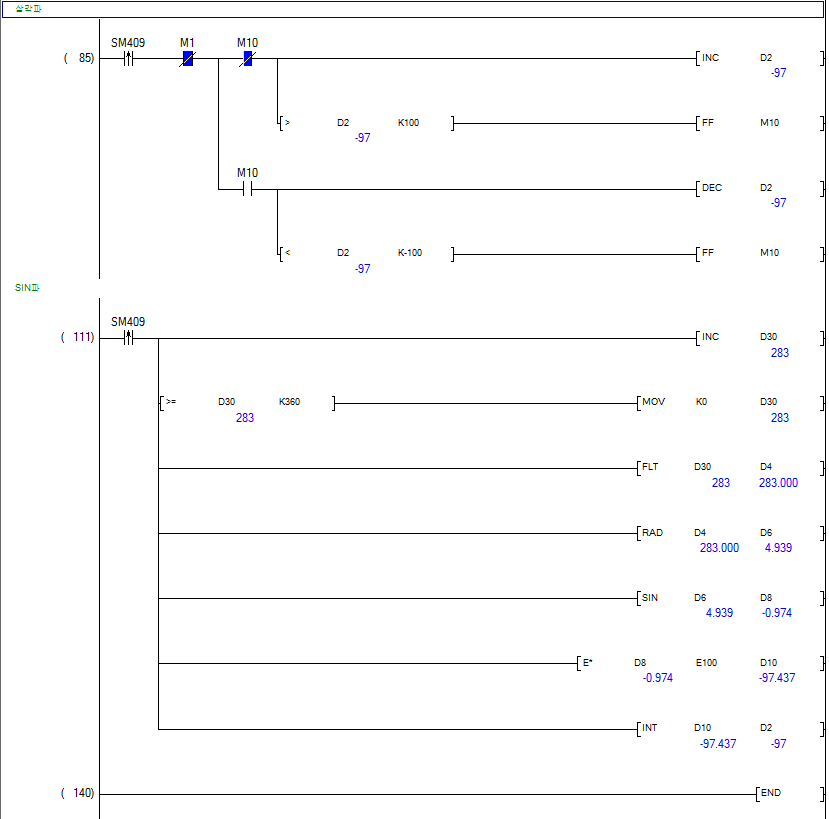 삼각파
SM409 M1 M10
( 85) INC D2
-97
> D2 K100 FF M10
-97
M10
DEC D2
-97
< D2 K-100 FF M10
-97
SIN파
SM409
( 111) INC D30
283
>= D30 K360 MOV K0 D30
283 283
FLT D30 D4
283 283.000
RAD D4 D6
283.000 4.939
SIN D6 D8
4.939 -0.974
E* D8 E100 D10
-0.974 -97.437
INT D10 D2
-97.437 -97
( 140) END